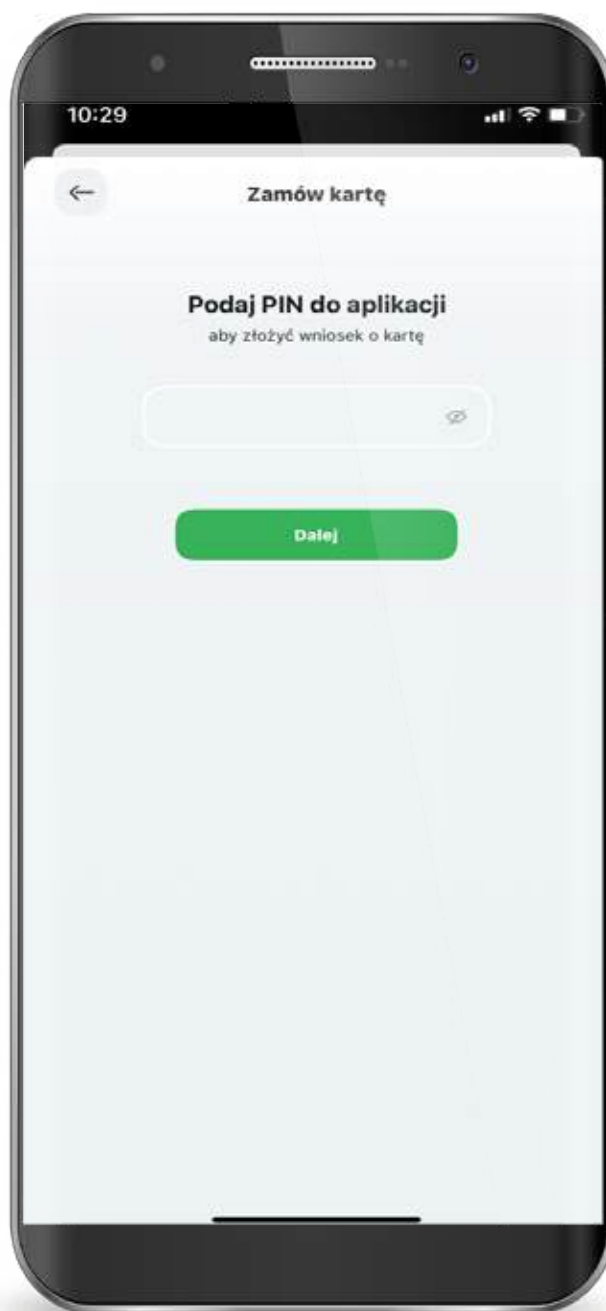 10:29
Zamów kartę
Podaj PIN do aplikacji
aby złożyć wniosek o kartę
Dalej